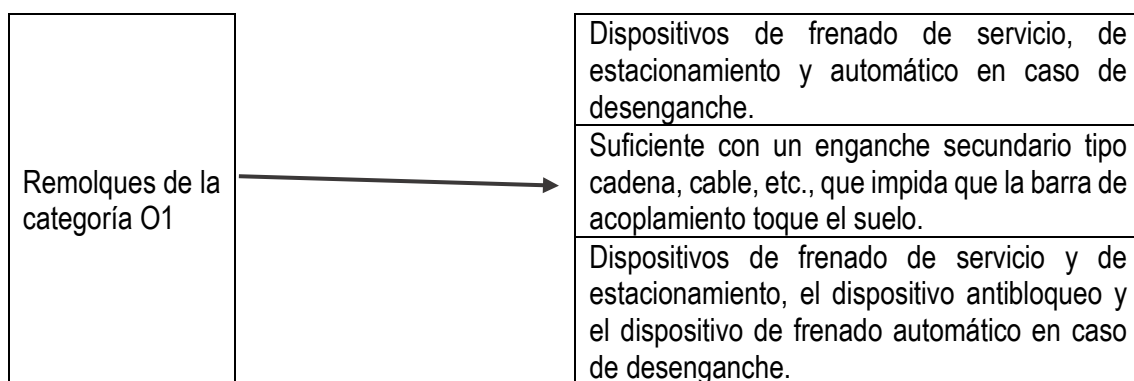 Remolques de la
categoría O1
Dispositivos de frenado de servicio, de
estacionamiento y automático en caso de
desenganche.
Suficiente con un enganche secundario tipo
cadena, cable, etc., que impida que la barra de
acoplamiento toque el suelo.
Dispositivos de frenado de servicio y de
estacionamiento, el dispositivo antibloqueo y
el dispositivo de frenado automático en caso
de desenganche.